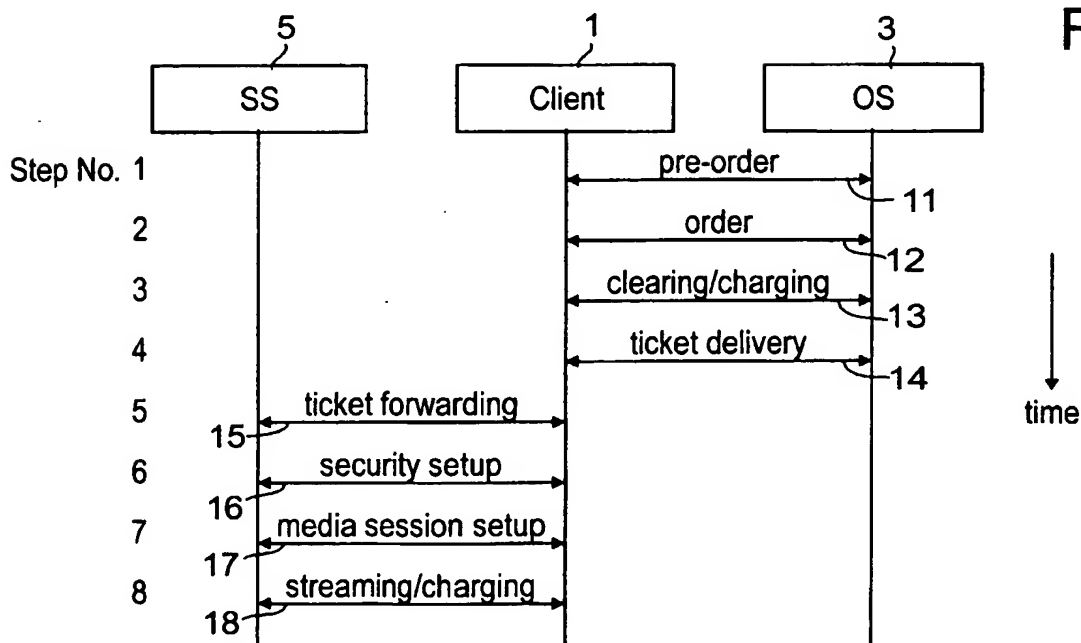 5 1 3 F
SS Client OS
Step No. 1 pre-order
11
2 order
12
3 clearing/charging
13
4 ticket delivery
14
5 ticket forwarding
15
time
6 security setup
16
7 media session setup
17
8 streaming/charging
18